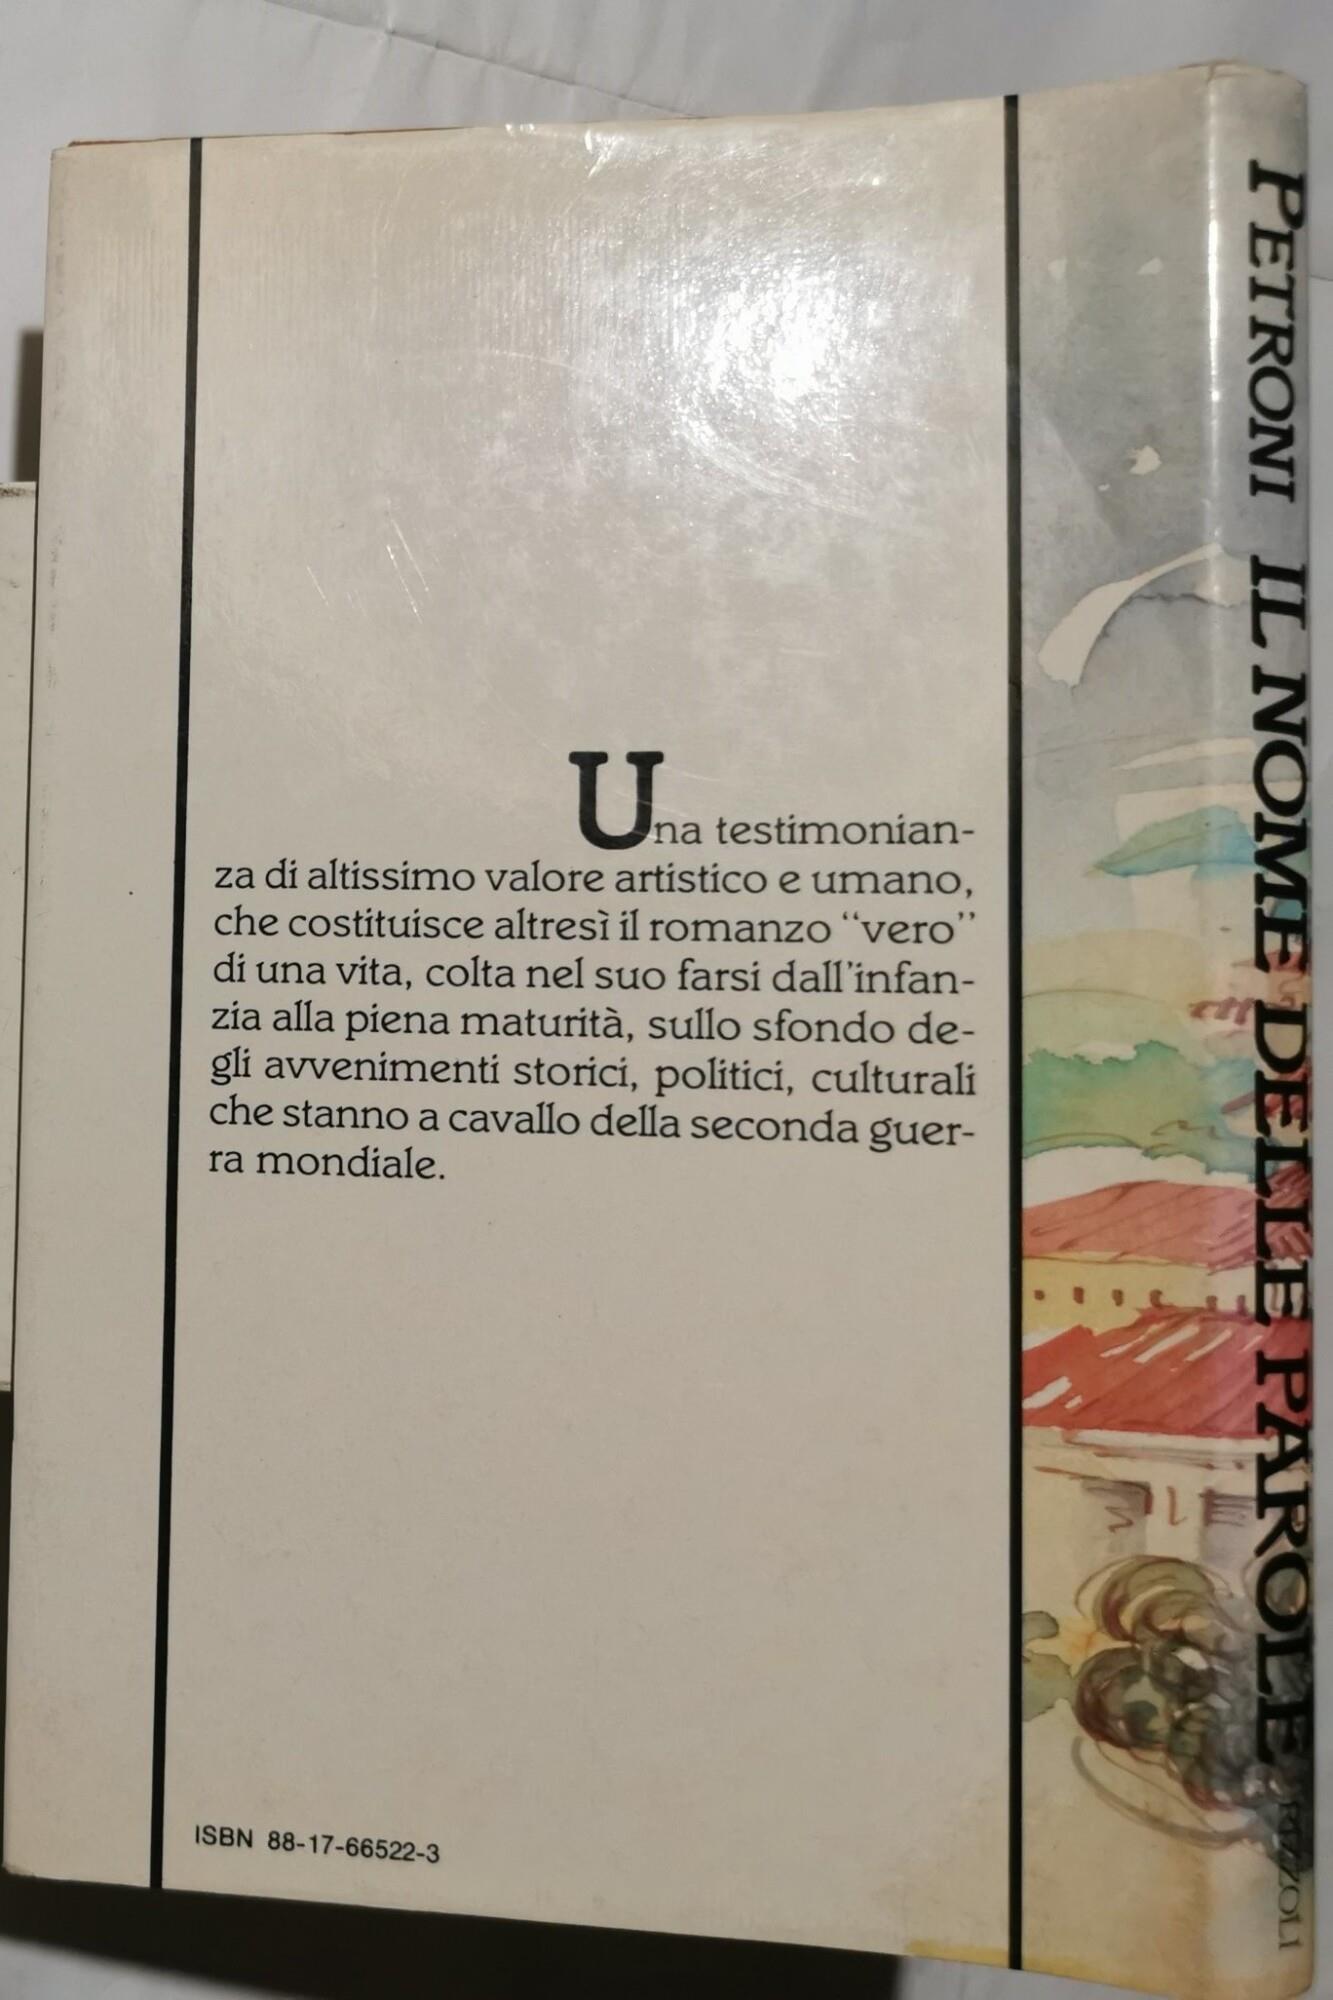 Una testimonian-
za di altissimo valore artistico e umano,
che costituisce altresì il romanzo “vero”
di una vita, colta nel suo farsi dall'infan-
zia alla piena maturità, sullo sfondo de-
gli avvenimenti storici, politici, culturali
che stanno a cavallo della seconda guer-
ra mondiale.
ISBN 88-17-66522-3
PETRONI IL NOME DELLE PAROLE RIZZOLI